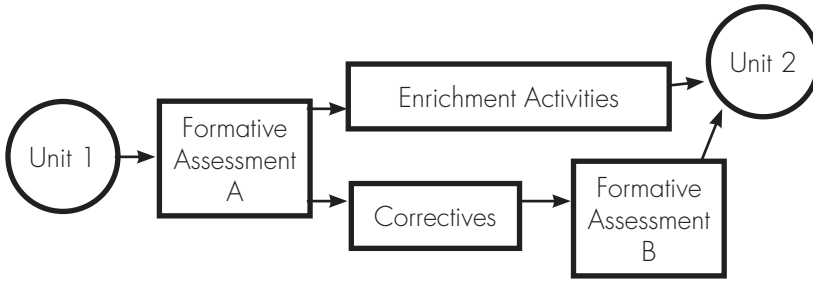 Unit 1
Formative
Assessment
A
Enrichment Activities
Correctives
Formative
Assessment
B
Unit 2